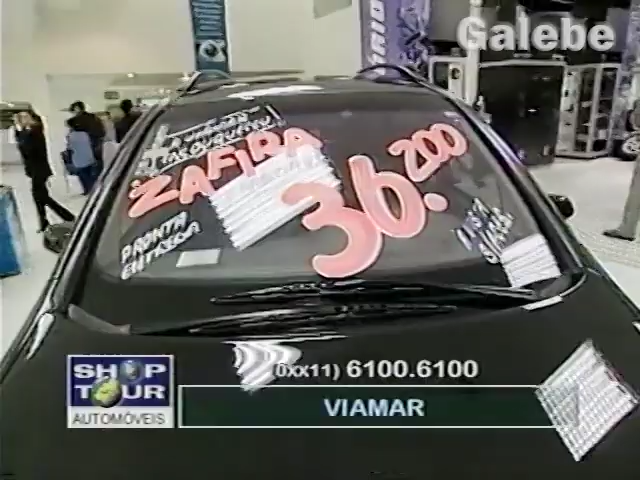 Galebe
ZAFIRA
36.200
PRONTA
ENTREGA
(0xx11) 6100.6100
SHOP
TOUR
AUTOMÓVEIS
VIAMAR